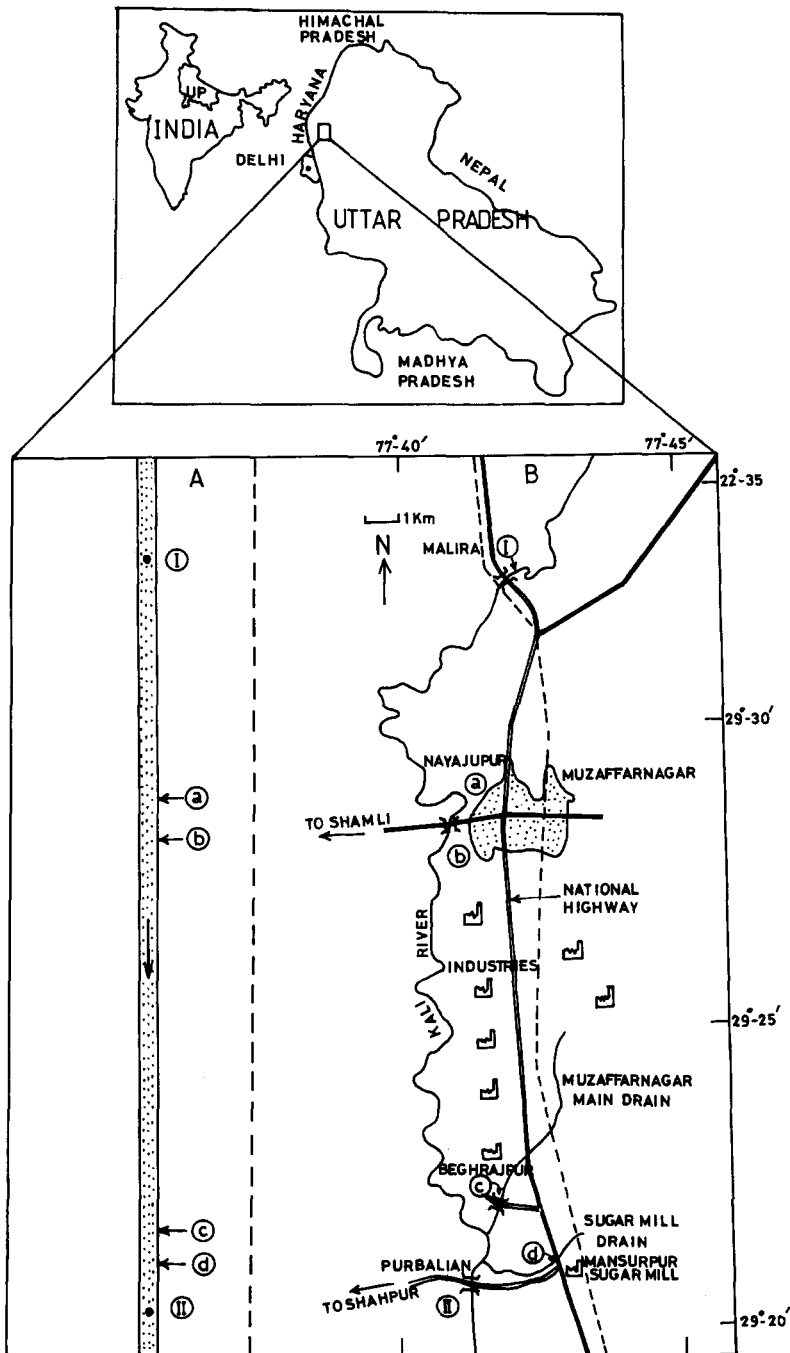 HIMACHAL
PRADESH
HARYANA
UP
INDIA
DELHI
NEPAL
UTTAR PRADESH
MADHYA
PRADESH
77°-40'
77°-45'
A
B
22°-35
1 Km
N
MALIRA
I
I
29°-30'
NAYAJUPUR
MUZAFFARNAGAR
a
a
TO SHAMLI
b
b
NATIONAL
HIGHWAY
RIVER
INDUSTRIES
KALI
29°-25'
MUZAFFARNAGAR
MAIN DRAIN
BEGHRAJPUR
c
c
SUGAR MILL
DRAIN
d
d
PURBALIAN
MANSURPUR
SUGAR MILL
TO SHAHPUR
II
II
29°-20'